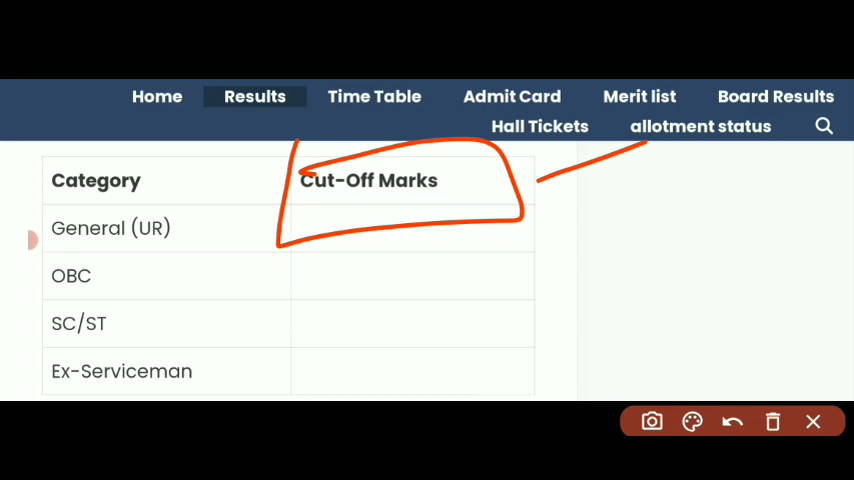 Home Results Time Table Admit Card Merit list Board Results
Hall Tickets allotment status
Category Cut-Off Marks
General (UR)
OBC
SC/ST
Ex-Serviceman